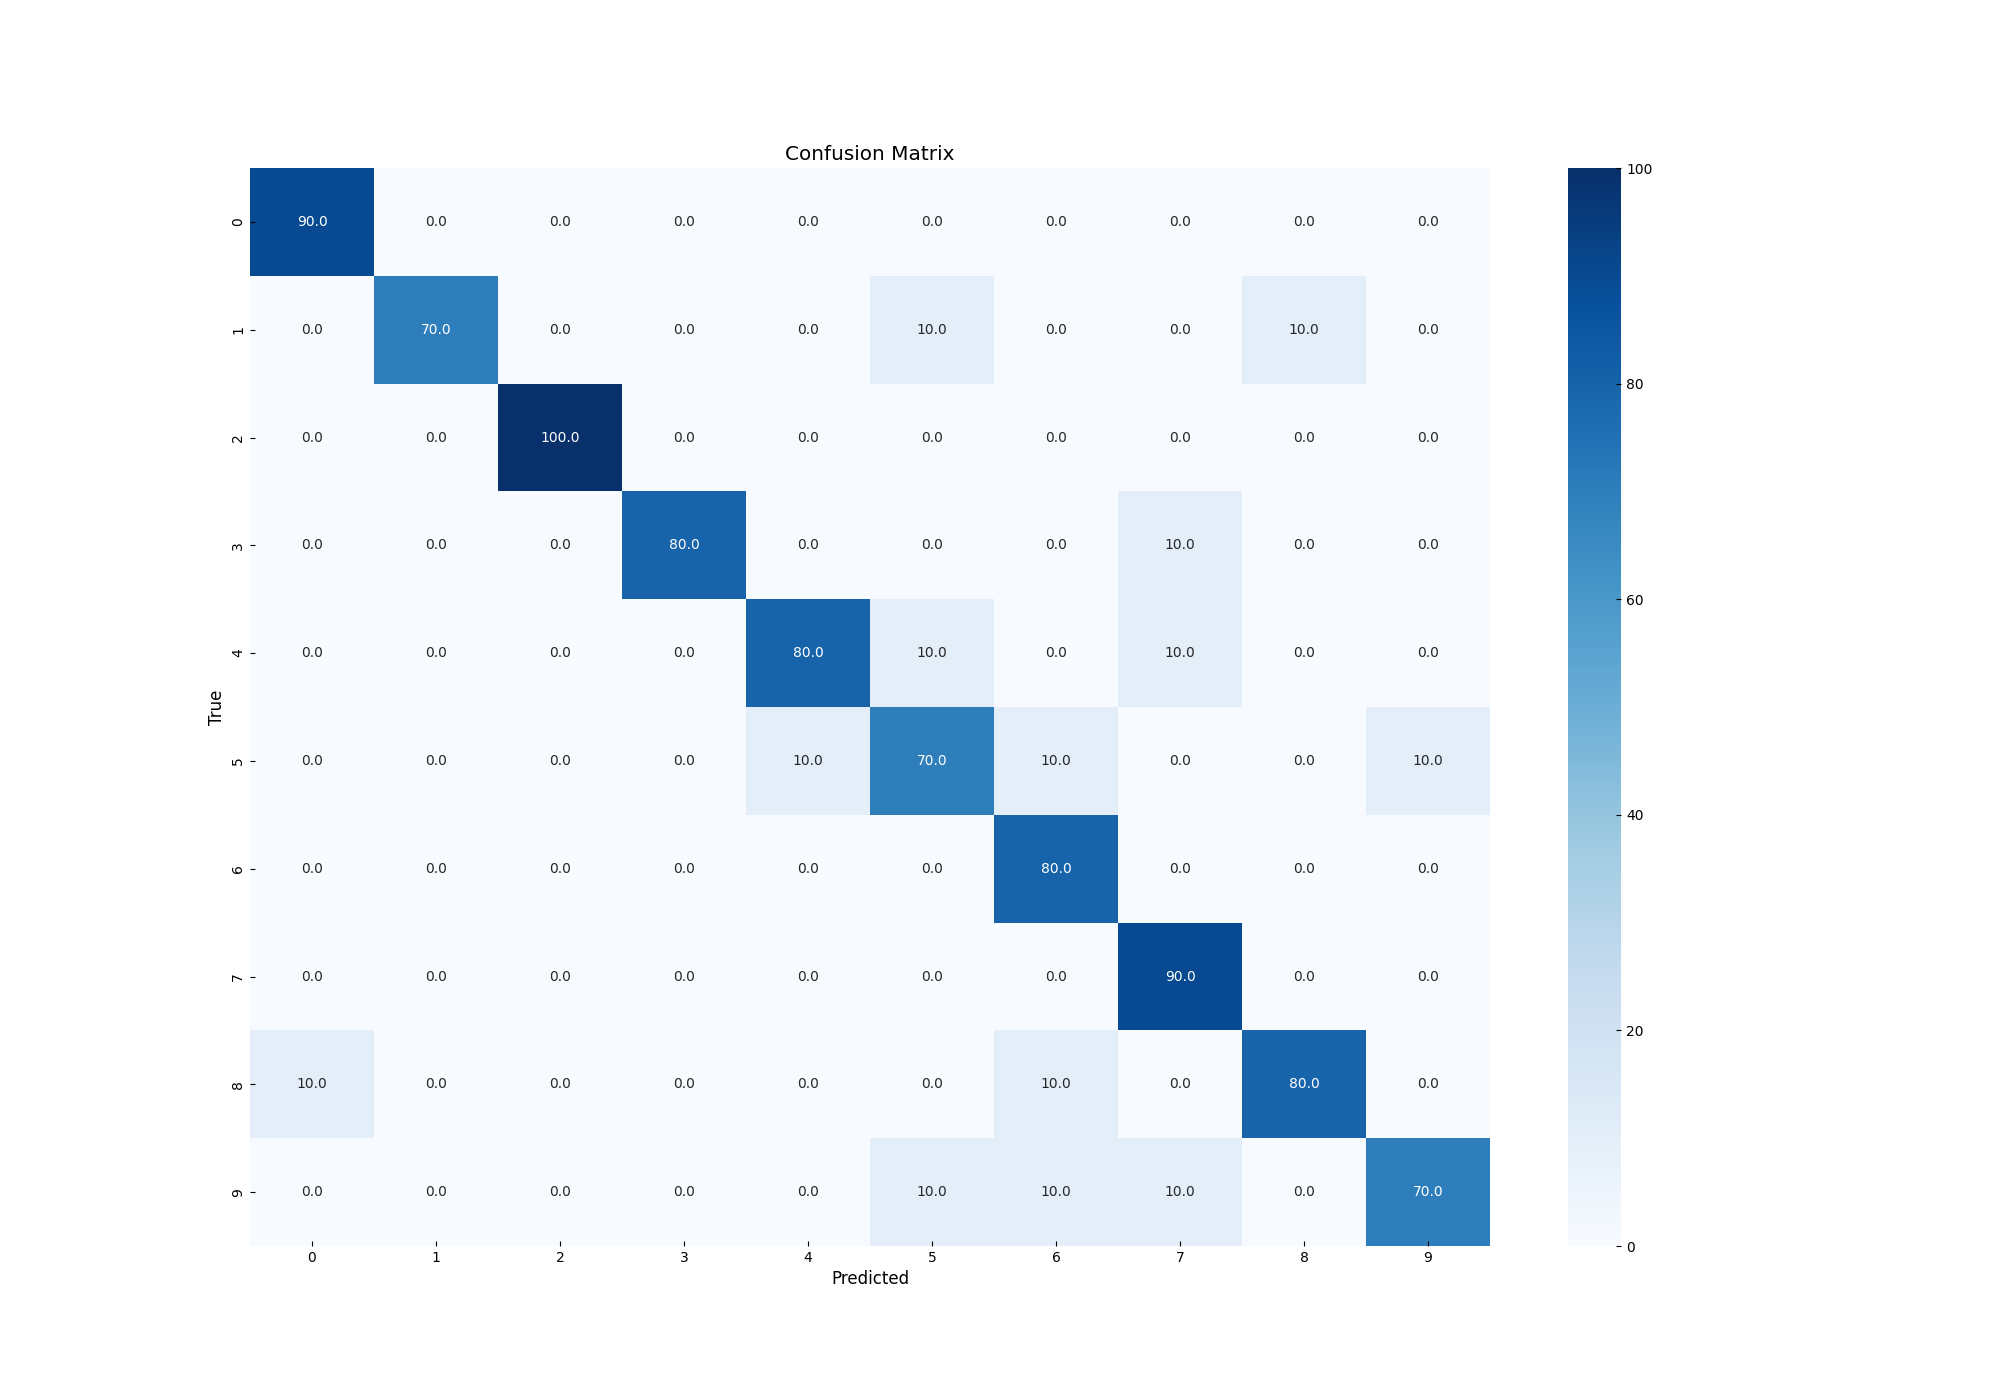 Confusion Matrix
0 90.0 0.0 0.0 0.0 0.0 0.0 0.0 0.0 0.0 0.0
1 0.0 70.0 0.0 0.0 0.0 10.0 0.0 0.0 10.0 0.0
2 0.0 0.0 100.0 0.0 0.0 0.0 0.0 0.0 0.0 0.0
3 0.0 0.0 0.0 80.0 0.0 0.0 0.0 10.0 0.0 0.0
4 0.0 0.0 0.0 0.0 80.0 10.0 0.0 10.0 0.0 0.0
True
5 0.0 0.0 0.0 0.0 10.0 70.0 10.0 0.0 0.0 10.0
6 0.0 0.0 0.0 0.0 0.0 0.0 80.0 0.0 0.0 0.0
7 0.0 0.0 0.0 0.0 0.0 0.0 0.0 90.0 0.0 0.0
8 10.0 0.0 0.0 0.0 0.0 0.0 10.0 0.0 80.0 0.0
9 0.0 0.0 0.0 0.0 0.0 10.0 10.0 10.0 0.0 70.0
0 1 2 3 4 5 6 7 8 9
Predicted
100
80
60
40
20
0